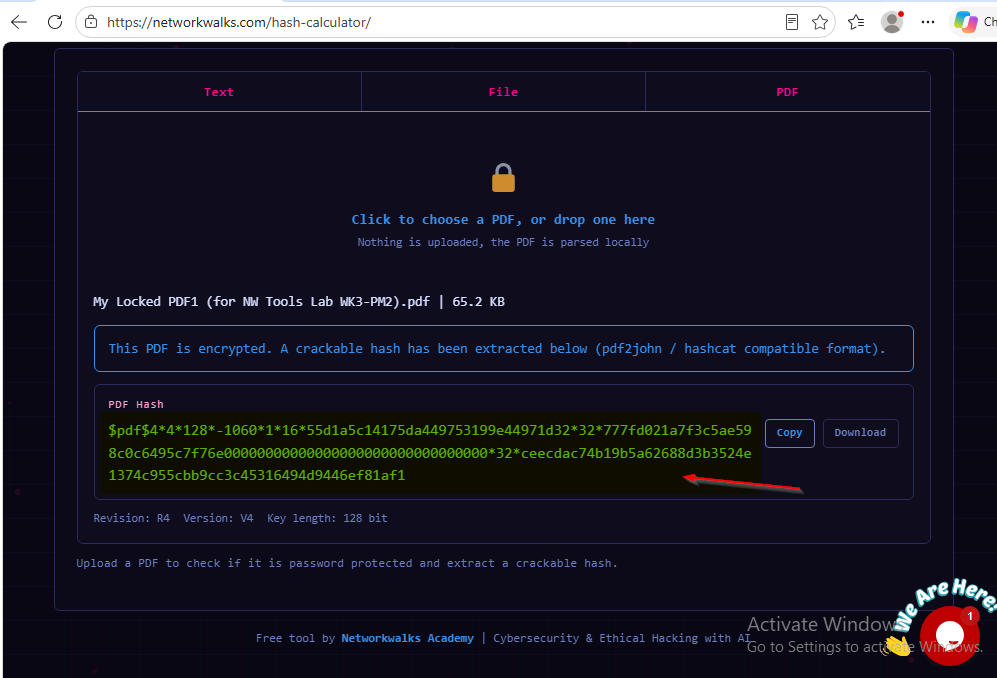 https://networkwalks.com/hash-calculator/
Ch
Text
File
PDF
Click to choose a PDF, or drop one here
Nothing is uploaded, the PDF is parsed locally
My Locked PDF1 (for NW Tools Lab WK3-PM2).pdf | 65.2 KB
This PDF is encrypted. A crackable hash has been extracted below (pdf2john / hashcat compatible format).
PDF Hash
$pdf$4*4*128*-1060*1*16*55d1a5c14175da449753199e44971d32*32*777fd021a7f3c5ae59
8c0c6495c7f76e00000000000000000000000000000000*32*ceecdac74b19b5a62688d3b3524e
1374c955cbb9cc3c45316494d9446ef81af1
Copy
Download
Revision: R4 Version: V4 Key length: 128 bit
Upload a PDF to check if it is password protected and extract a crackable hash.
We Are Here!
1
Free tool by Networkwalks Academy | Cybersecurity & Ethical Hacking with AI
Activate Window
Go to Settings to activate Windows.